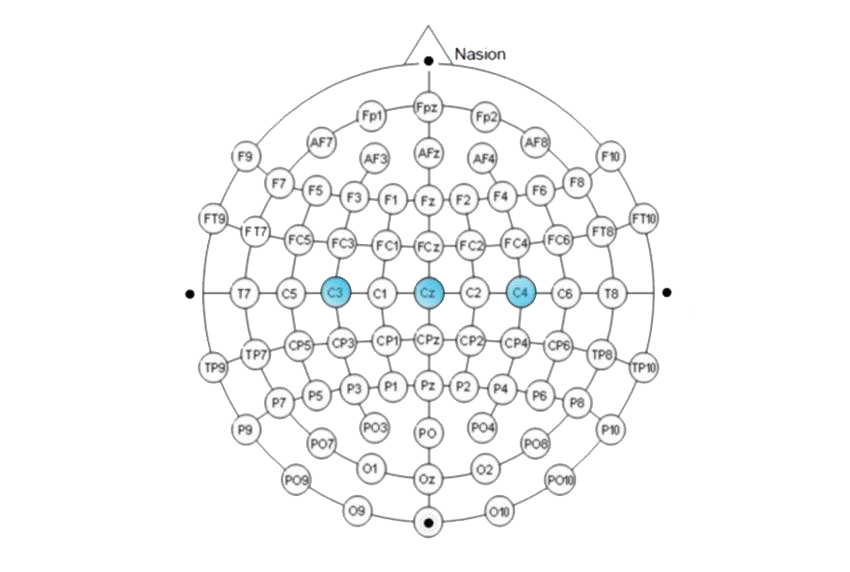 Nasion
Fp1 Fpz Fp2
AF7 AF3 AFz AF4 AF8
F9 F7 F5 F3 F1 Fz F2 F4 F6 F8 F10
FT9 FT7 FC5 FC3 FC1 FCz FC2 FC4 FC6 FT8 FT10
T7 C5 C3 C1 Cz C2 C4 C6 T8
TP9 TP7 CP5 CP3 CP1 CPz CP2 CP4 CP6 TP8 TP10
P9 P7 P5 P3 P1 Pz P2 P4 P6 P8 P10
PO7 PO3 PO PO4 PO8
PO9 O1 Oz O2 PO10
O9 O10